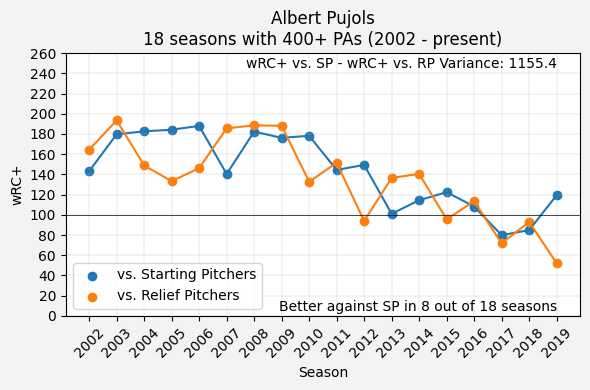 Albert Pujols
18 seasons with 400+ PAs (2002 - present)
wRC+ vs. SP - wRC+ vs. RP Variance: 1155.4
260
240
220
200
180
160
140
120
100
80
60
40
20
0
wRC+
vs. Starting Pitchers
vs. Relief Pitchers
Better against SP in 8 out of 18 seasons
2002 2003 2004 2005 2006 2007 2008 2009 2010 2011 2012 2013 2014 2015 2016 2017 2018 2019
Season